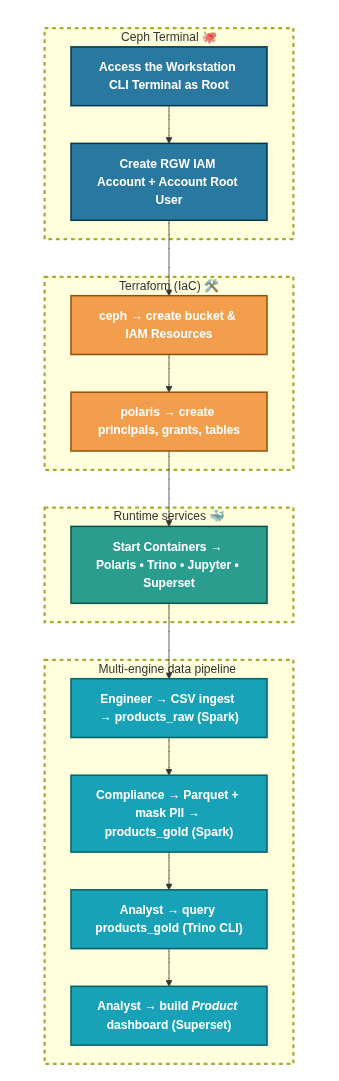 Ceph Terminal 🐙
Access the Workstation
CLI Terminal as Root
Create RGW IAM
Account + Account Root
User
Terraform (IaC) 🛠️
ceph → create bucket &
IAM Resources
polaris → create
principals, grants, tables
Runtime services 🐳
Start Containers →
Polaris • Trino • Jupyter •
Superset
Multi-engine data pipeline
Engineer → CSV ingest
→ products_raw (Spark)
Compliance → Parquet +
mask PII →
products_gold (Spark)
Analyst → query
products_gold (Trino CLI)
Analyst → build Product
dashboard (Superset)